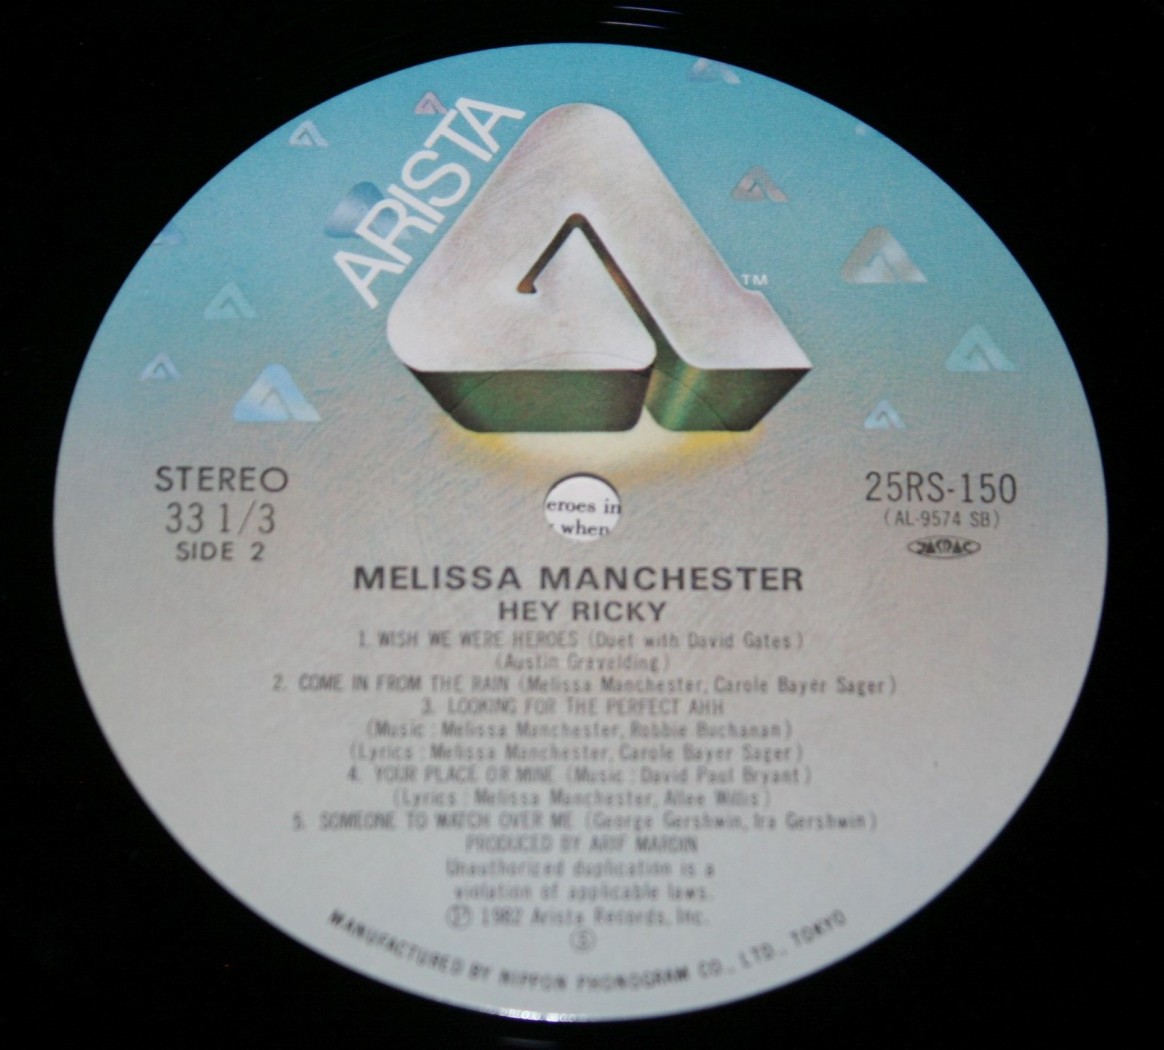 ARISTA
TM
STEREO
33 1/3
SIDE 2
25RS-150
(AL-9574 SB)
JASRAC
eroes in
when
MELISSA MANCHESTER
HEY RICKY
1. WISH WE WERE HEROES (Duet with David Gates)
(Austin Gravelding)
2. COME IN FROM THE RAIN (Melissa Manchester, Carole Bayer Sager)
3. LOOKING FOR THE PERFECT AHH
(Music : Melissa Manchester, Robbie Buchanan)
(Lyrics : Melissa Manchester, Carole Bayer Sager)
4. YOUR PLACE OR MINE (Music : David Paul Bryant)
(Lyrics : Melissa Manchester, Allee Willis)
5. SOMEONE TO WATCH OVER ME (George Gershwin, Ira Gershwin)
PRODUCED BY ARIF MARDIN
Unauthorized duplication is a
violation of applicable laws.
Ⓟ 1982 Arista Records, Inc.
Ⓢ
MANUFACTURED BY NIPPON PHONOGRAM CO., LTD., TOKYO